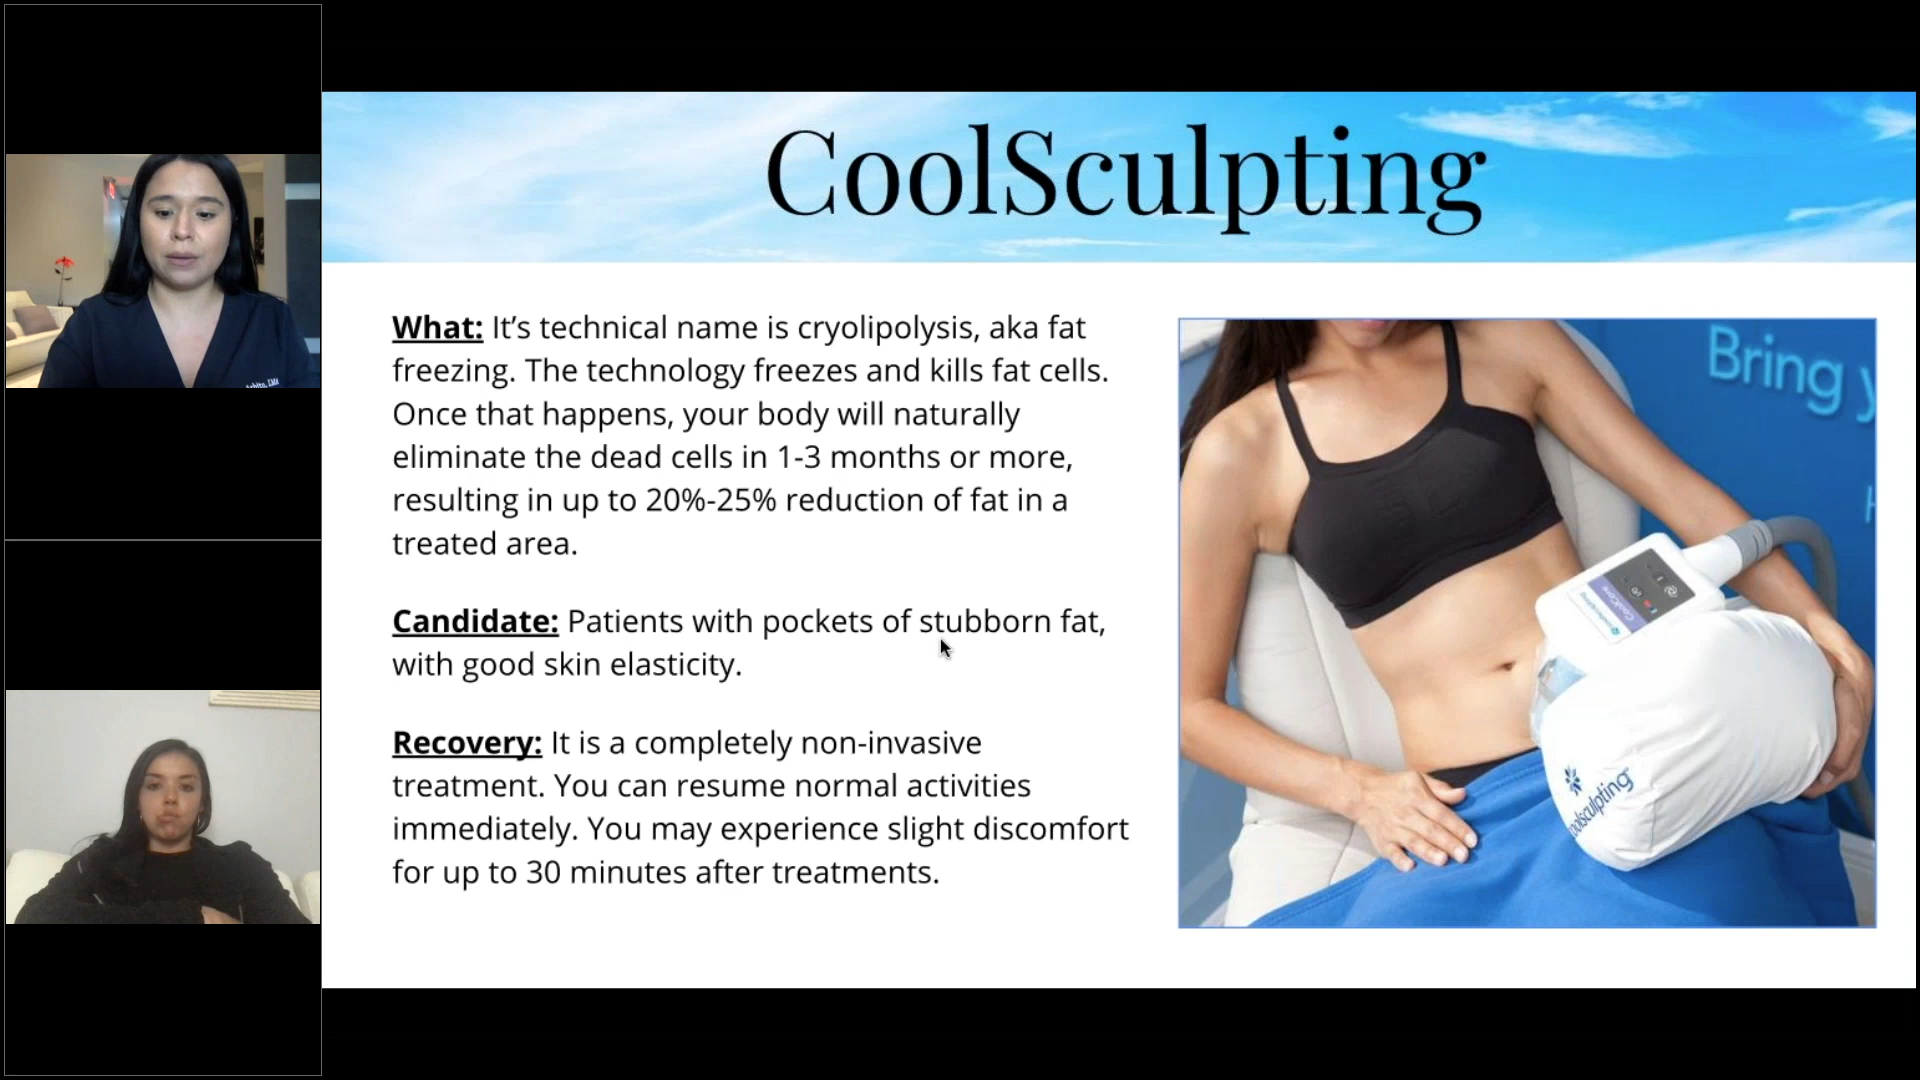 CoolSculpting
What: It’s technical name is cryolipolysis, aka fat
freezing. The technology freezes and kills fat cells.
Once that happens, your body will naturally
eliminate the dead cells in 1-3 months or more,
resulting in up to 20%-25% reduction of fat in a
treated area.
Candidate: Patients with pockets of stubborn fat,
with good skin elasticity.
Recovery: It is a completely non-invasive
treatment. You can resume normal activities
immediately. You may experience slight discomfort
for up to 30 minutes after treatments.
Bring y
coolsculpting